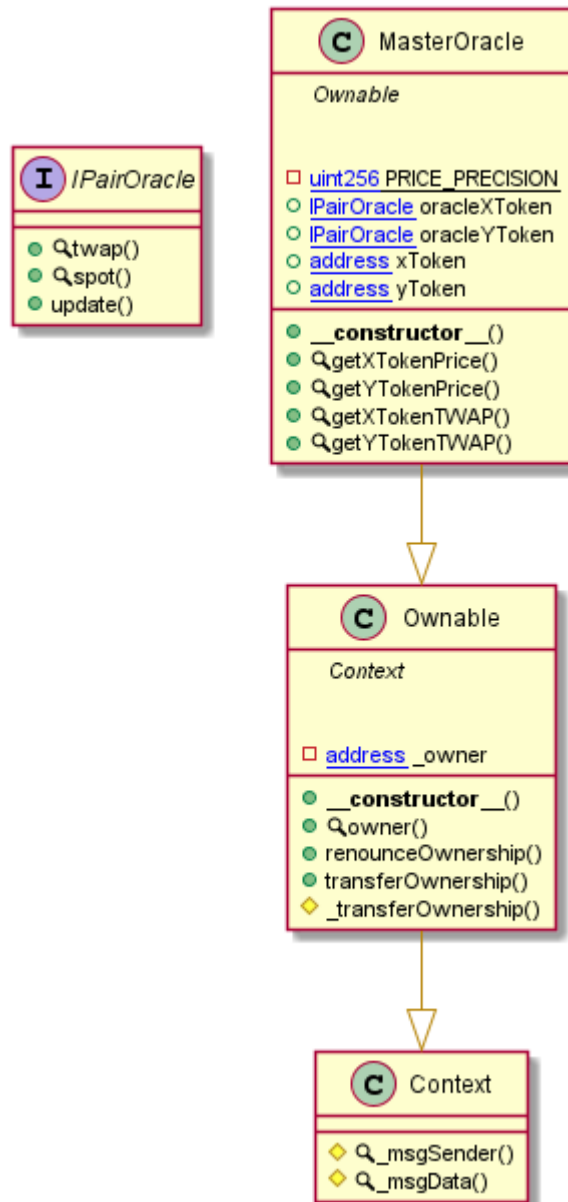 C MasterOracle
Ownable
uint256 PRICE_PRECISION
IPairOracle oracleXToken
IPairOracle oracleYToken
address xToken
address yToken
__constructor__()
getXTokenPrice()
getYTokenPrice()
getXTokenTWAP()
getYTokenTWAP()
I IPairOracle
twap()
spot()
update()
C Ownable
Context
address _owner
__constructor__()
owner()
renounceOwnership()
transferOwnership()
_transferOwnership()
C Context
_msgSender()
_msgData()